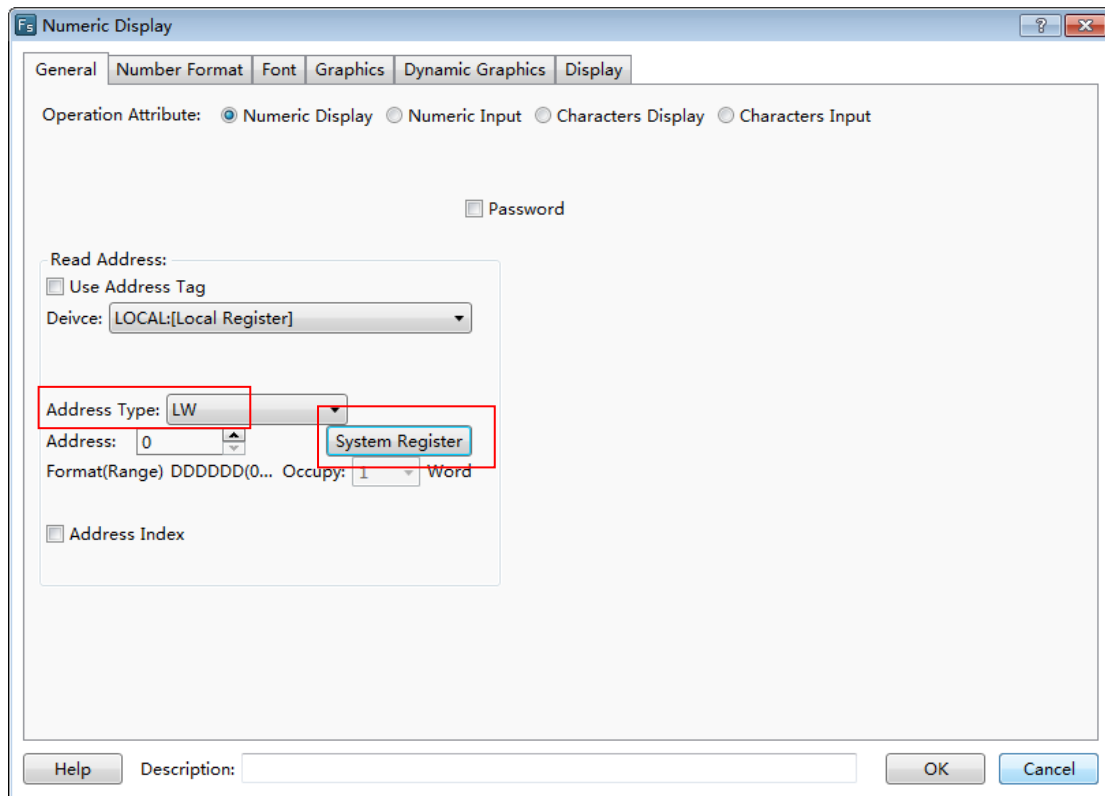 Fs Numeric Display
General Number Format Font Graphics Dynamic Graphics Display
Operation Attribute: Numeric Display Numeric Input Characters Display Characters Input
Password
Read Address:
Use Address Tag
Deivce: LOCAL:[Local Register]
Address Type: LW
Address: 0 System Register
Format(Range) DDDDDD(0... Occupy: 1 Word
Address Index
Help Description: OK Cancel